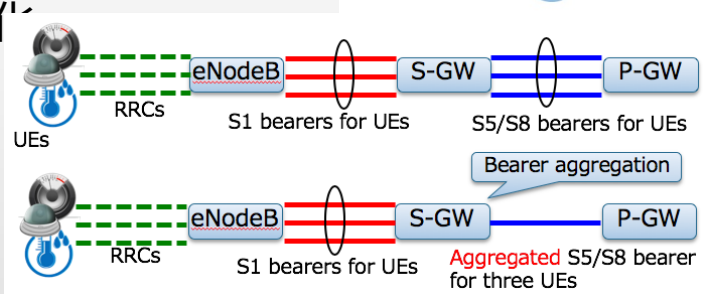 eNodeB
S-GW
P-GW
RRCs
UEs
S1 bearers for UEs
S5/S8 bearers for UEs
Bearer aggregation
eNodeB
S-GW
P-GW
RRCs
S1 bearers for UEs
Aggregated S5/S8 bearer
for three UEs